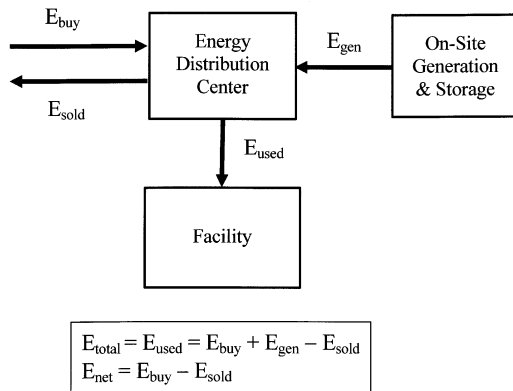 E_buy
Energy
Distribution
Center
E_gen
On-Site
Generation
& Storage
E_sold
E_used
Facility
E_total = E_used = E_buy + E_gen – E_sold
E_net = E_buy – E_sold